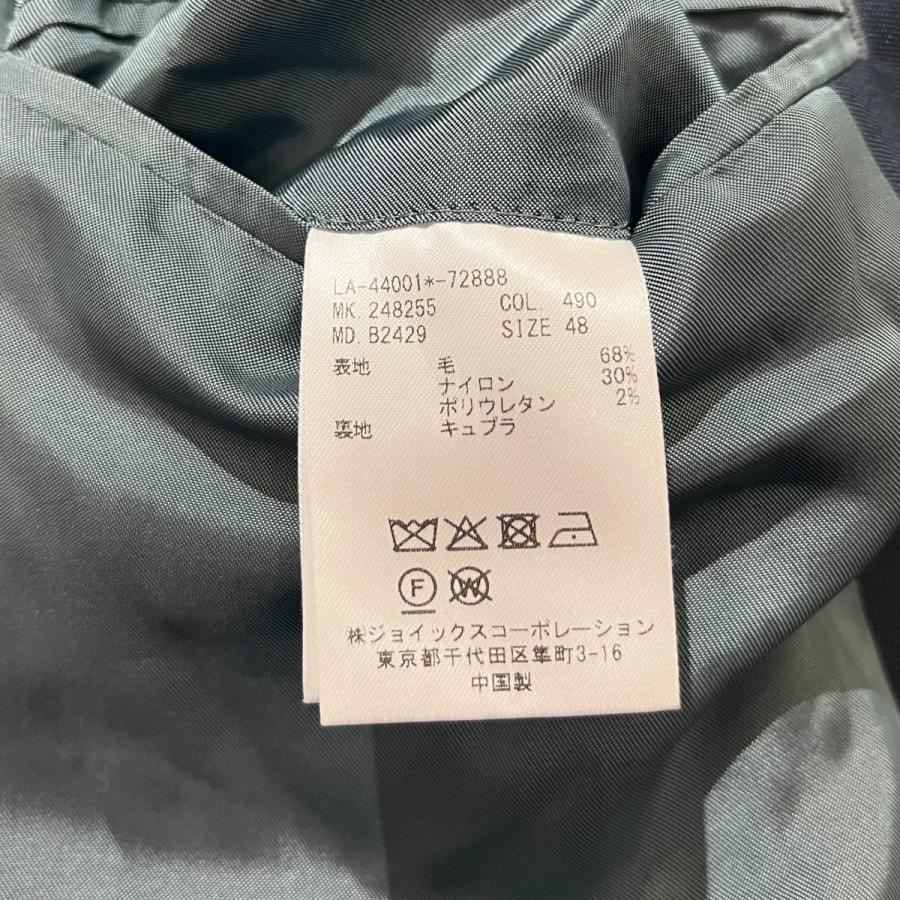 LA-44001*-72888
MK. 248255 COL. 490
MD. B2429 SIZE 48
表地 毛 68%
ナイロン 30%
ポリウレタン 2%
裏地 キュプラ
F W
㈱ジョイックスコーポレーション
東京都千代田区隼町3-16
中国製